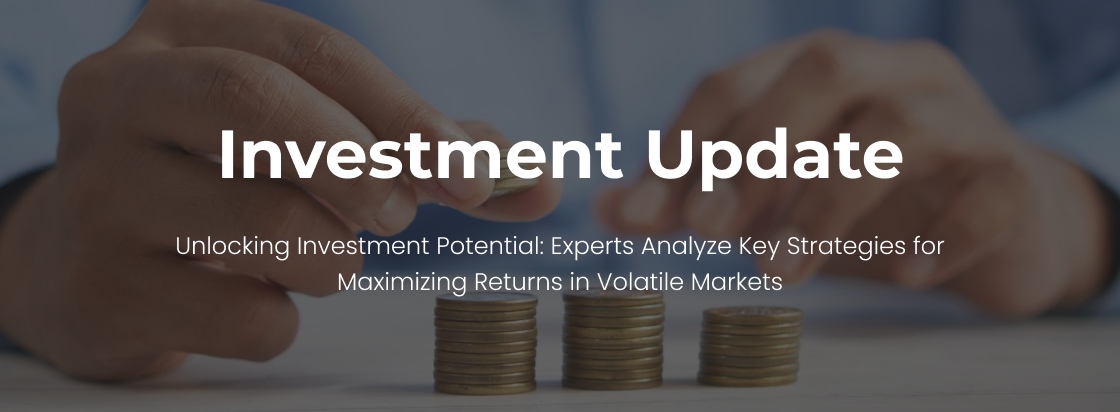 Investment Update
Unlocking Investment Potential: Experts Analyze Key Strategies for
Maximizing Returns in Volatile Markets